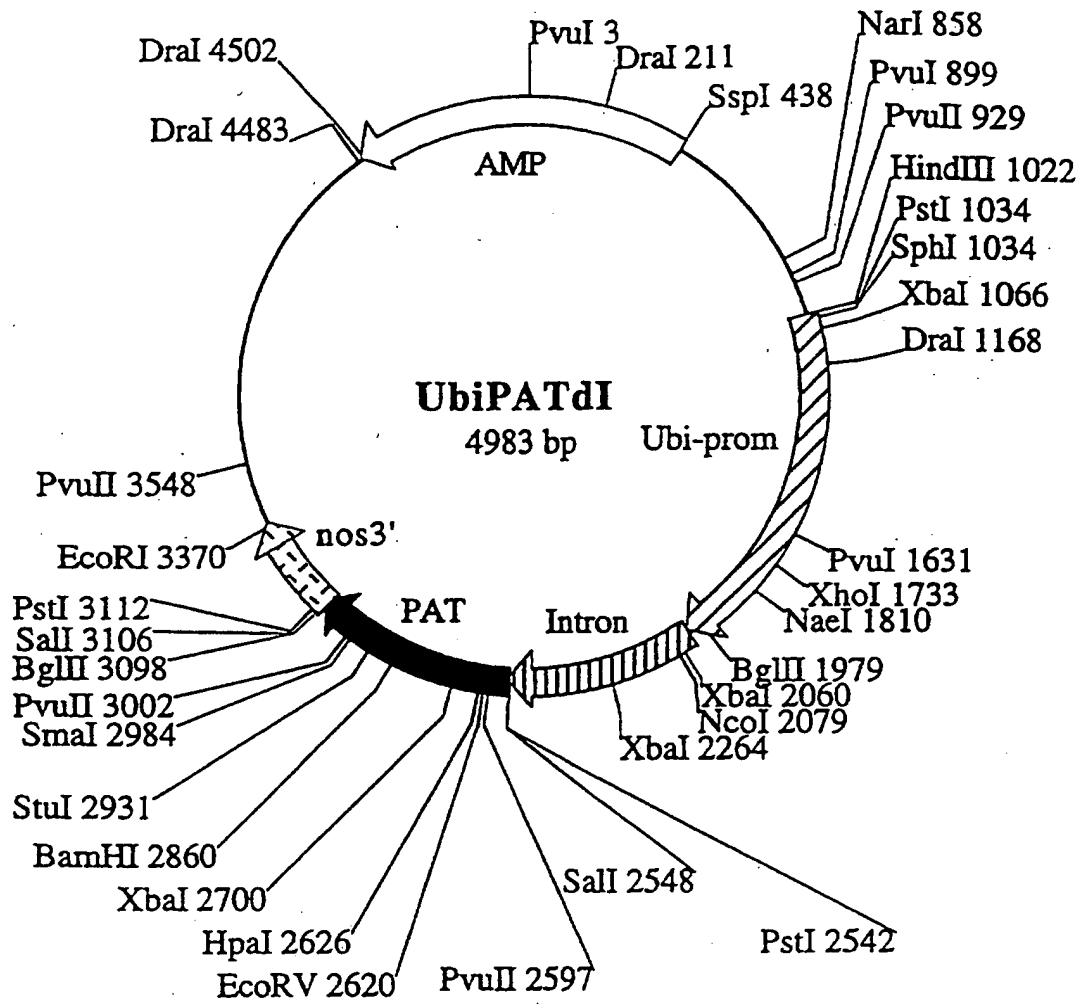 PvuI 3
DraI 211
SspI 438
NarI 858
PvuI 899
PvuII 929
HindIII 1022
PstI 1034
SphI 1034
XbaI 1066
DraI 1168
Ubi-prom
PvuI 1631
XhoI 1733
NaeI 1810
BglII 1979
XbaI 2060
NcoI 2079
XbaI 2264
Intron
PstI 2542
SalI 2548
PvuII 2597
EcoRV 2620
HpaI 2626
XbaI 2700
BamHI 2860
StuI 2931
SmaI 2984
PvuII 3002
BglII 3098
SalI 3106
PstI 3112
PAT
EcoRI 3370
nos3'
PvuII 3548
DraI 4483
DraI 4502
AMP
UbiPATdI
4983 bp